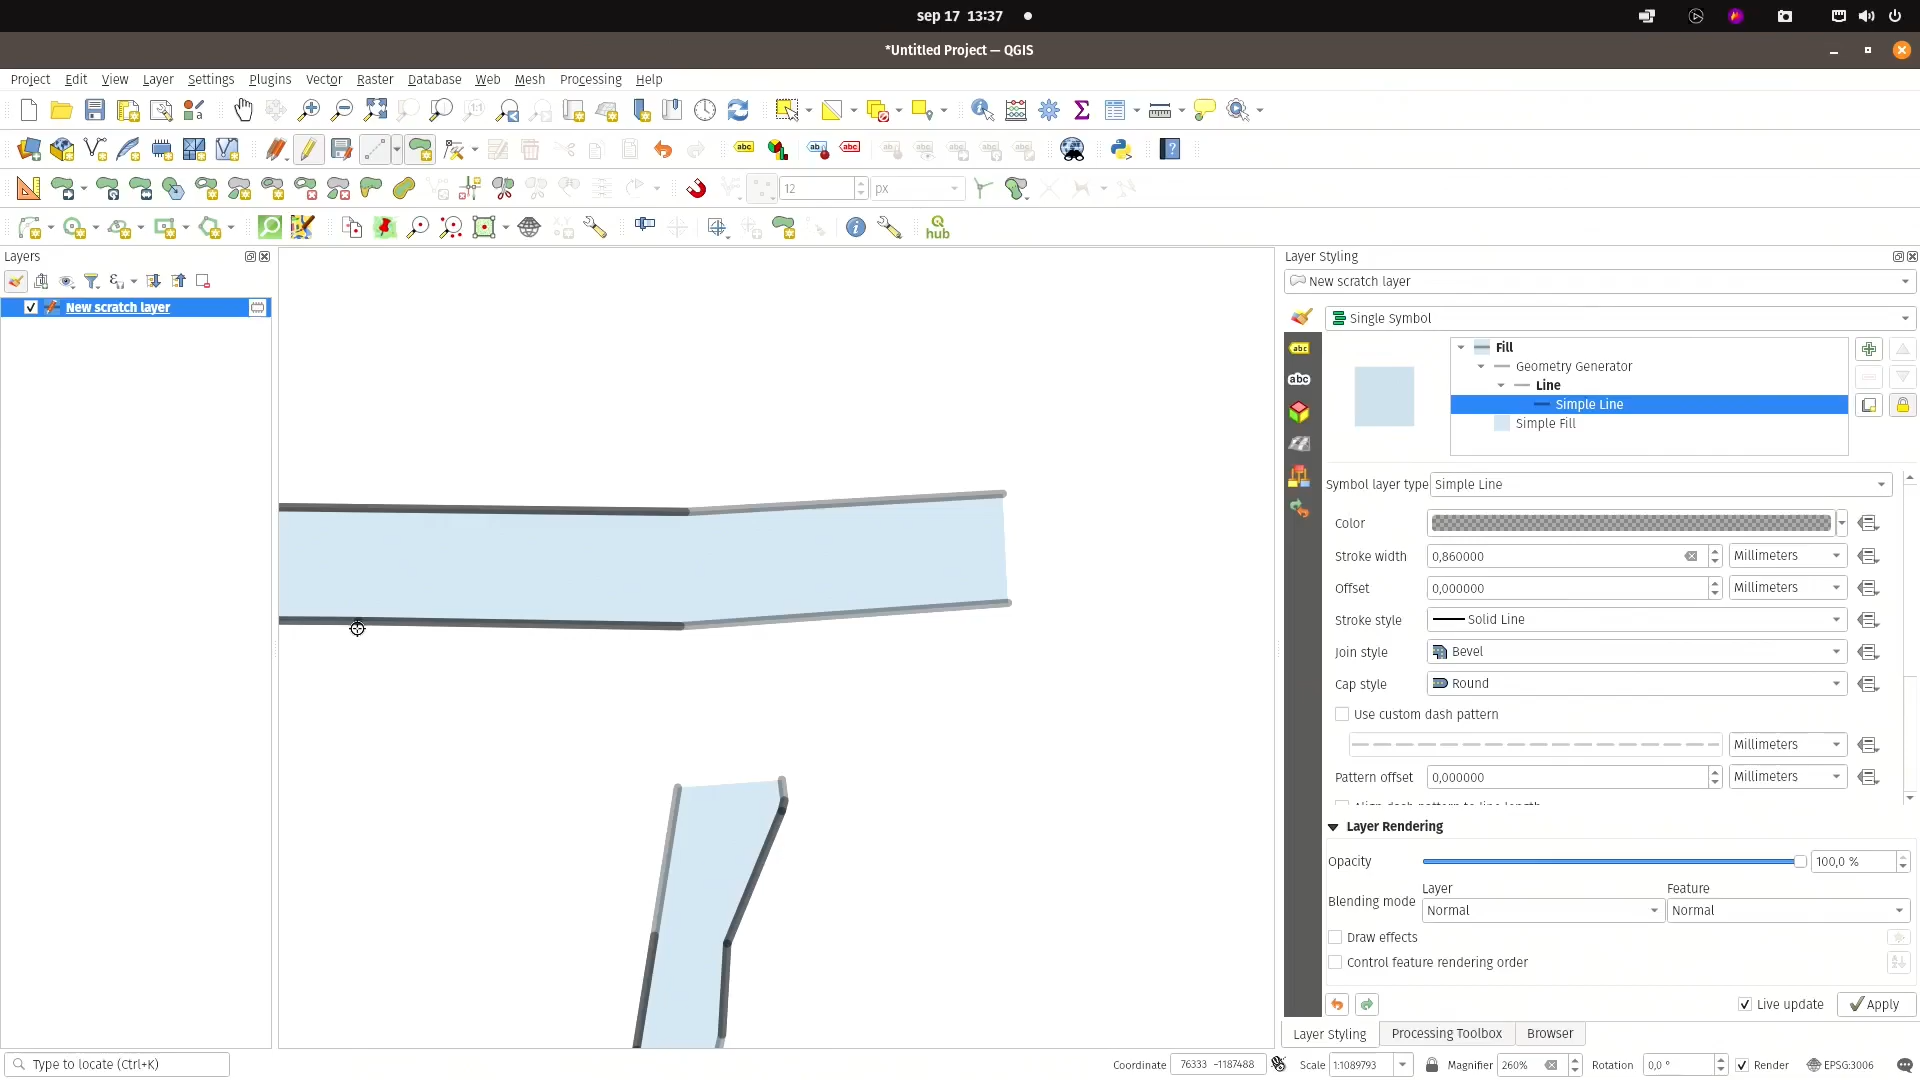 sep 17 13:37
*Untitled Project — QGIS
Project Edit View Layer Settings Plugins Vector Raster Database Web Mesh Processing Help
12 px
hub
Layers
New scratch layer
Layer Styling
New scratch layer
Single Symbol
Fill
Geometry Generator
Line
Simple Line
Simple Fill
Symbol layer type Simple Line
Color
Stroke width 0,860000 Millimeters
Offset 0,000000 Millimeters
Stroke style Solid Line
Join style Bevel
Cap style Round
Use custom dash pattern
Millimeters
Pattern offset 0,000000 Millimeters
Align dash pattern to line length
Layer Rendering
Opacity 100,0 %
Layer Feature
Blending mode Normal Normal
Draw effects
Control feature rendering order
Live update Apply
Layer Styling Processing Toolbox Browser
Type to locate (Ctrl+K) Coordinate 76333 -1187488 Scale 1:1089793 Magnifier 260% Rotation 0,0 ° Render EPSG:3006